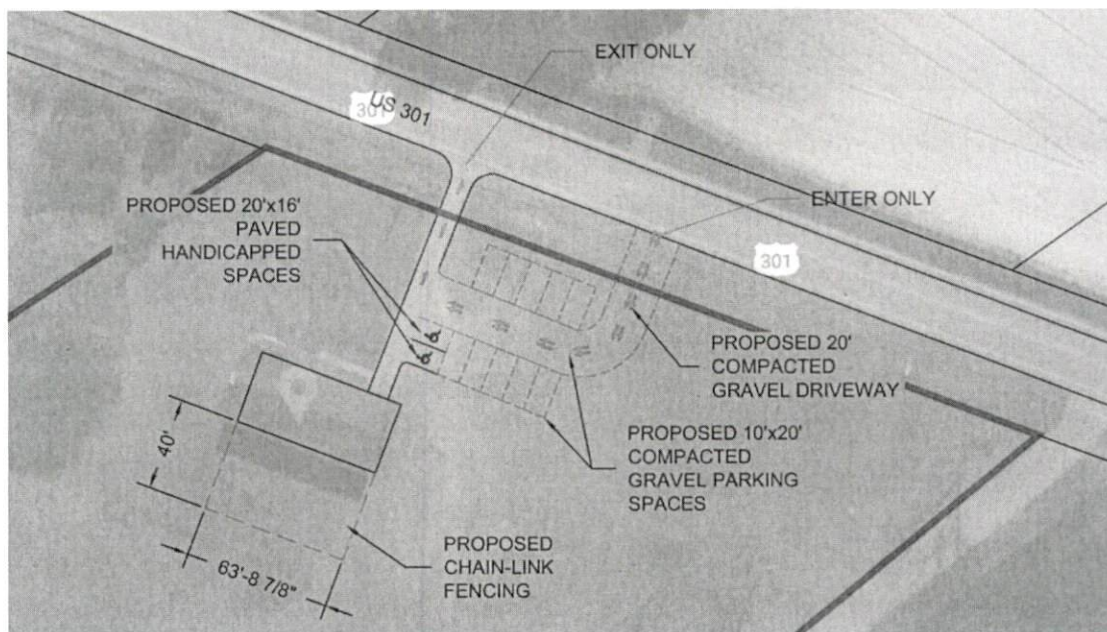 EXIT ONLY
301
US 301
PROPOSED 20'x16'
PAVED
HANDICAPPED
SPACES
ENTER ONLY
301
PROPOSED 20'
COMPACTED
GRAVEL DRIVEWAY
PROPOSED 10'x20'
COMPACTED
GRAVEL PARKING
SPACES
40'
63'-8 7/8"
PROPOSED
CHAIN-LINK
FENCING